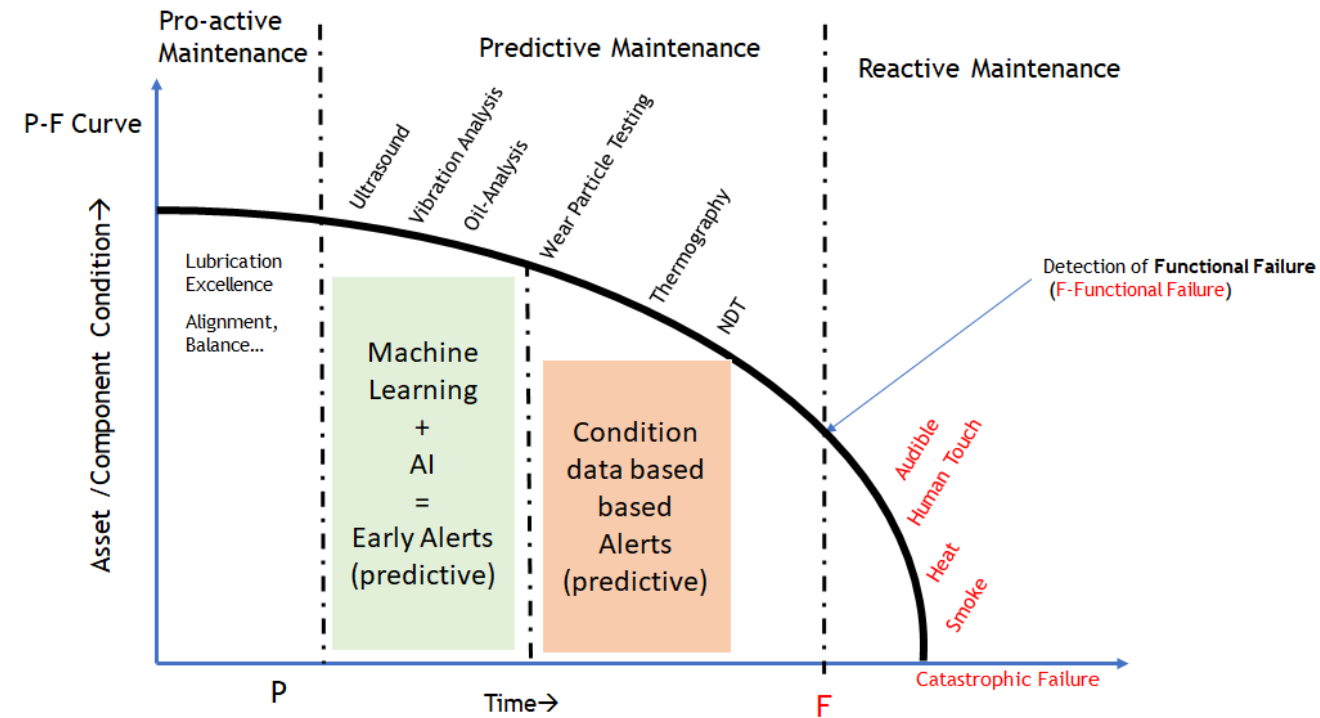 Pro-active
Maintenance
Predictive Maintenance
Reactive Maintenance
P-F Curve
Asset /Component Condition→
Ultrasound
Vibration Analysis
Oil-Analysis
Wear Particle Testing
Thermography
NDT
Lubrication
Excellence
Alignment,
Balance...
Machine
Learning
+
AI
=
Early Alerts
(predictive)
Condition
data based
based
Alerts
(predictive)
Detection of Functional Failure
(F-Functional Failure)
Audible
Human Touch
Heat
Smoke
Catastrophic Failure
P
Time→
F